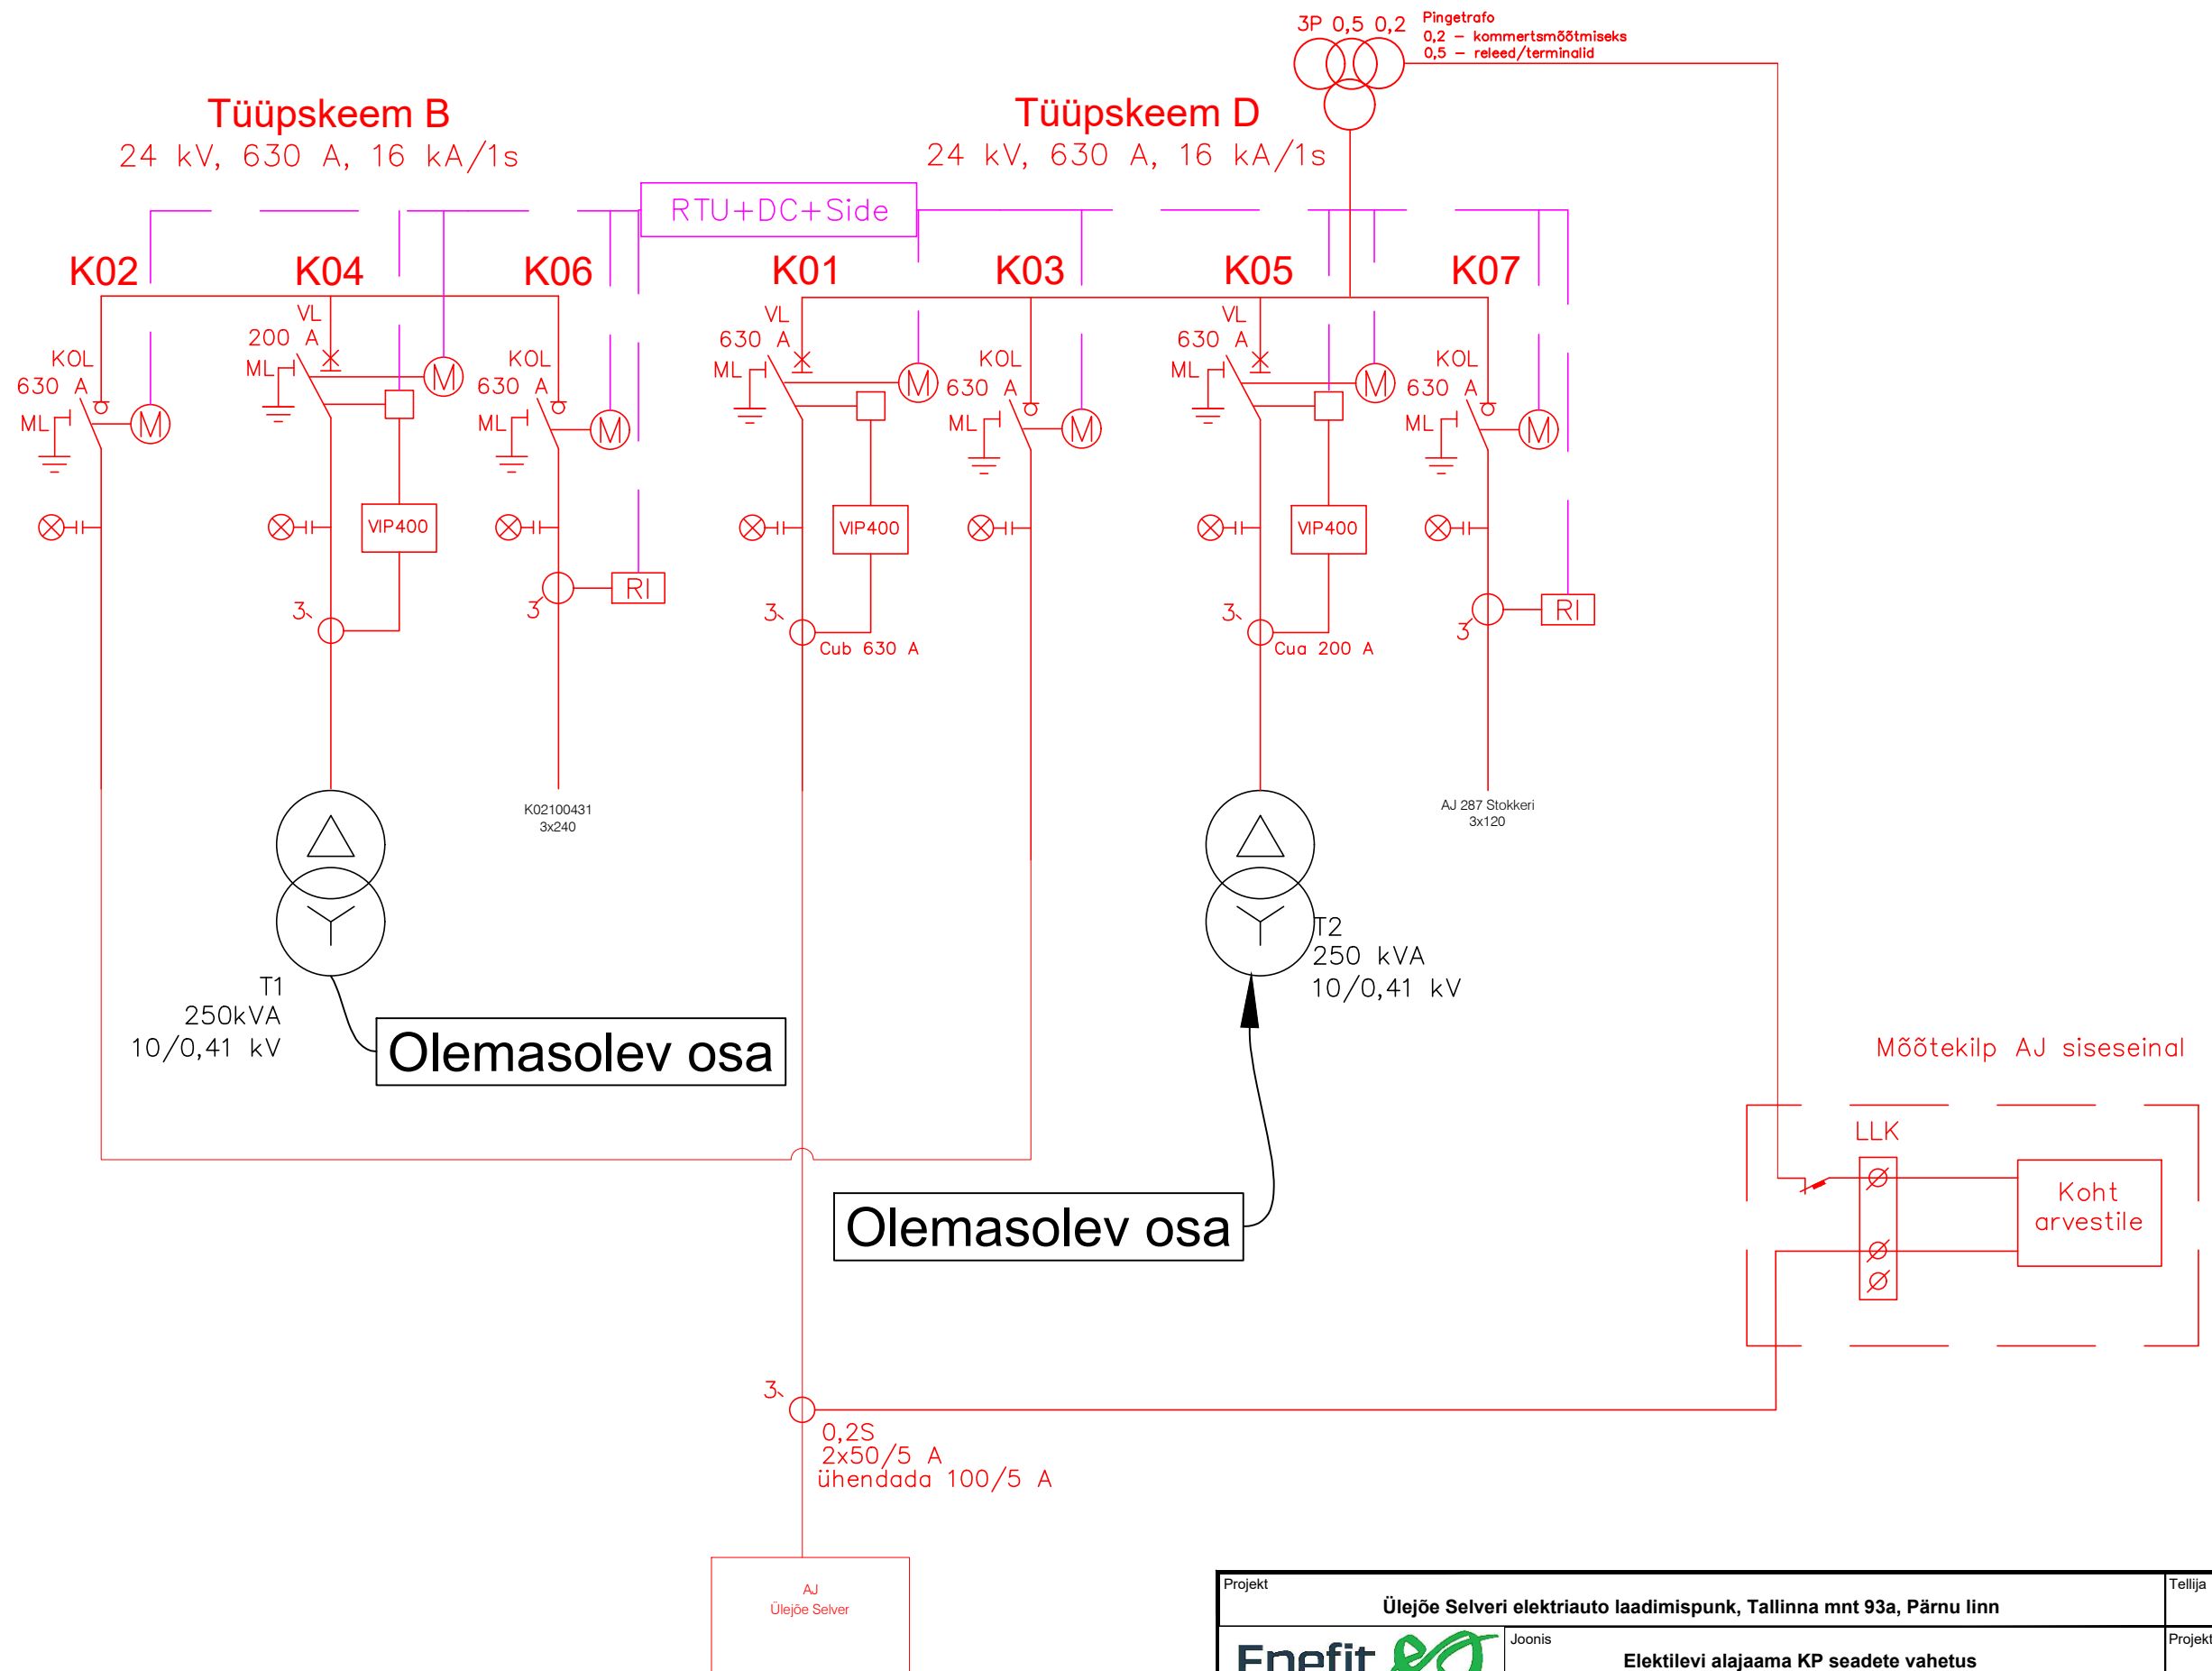 3P 0,5 0,2
Pingetrafo
0,2 – kommertsmõõtmiseks
0,5 – releed/terminalid
Tüüpskeem B
24 kV, 630 A, 16 kA/1s
Tüüpskeem D
24 kV, 630 A, 16 kA/1s
RTU+DC+Side
K02
K04
K06
K01
K03
K05
K07
KOL
630 A
ML
M
VL
200 A
ML
M
VIP400
3
KOL
630 A
ML
M
RI
3
VL
630 A
ML
M
VIP400
3
Cub 630 A
KOL
630 A
ML
M
VL
630 A
ML
M
VIP400
3
Cua 200 A
KOL
630 A
ML
M
RI
3
K02100431
3x240
AJ 287 Stokkeri
3x120
T1
250kVA
10/0,41 kV
Olemasolev osa
T2
250 kVA
10/0,41 kV
Olemasolev osa
Mõõtekilp AJ siseseinal
LLK
Koht
arvestile
3
0,2S
2x50/5 A
ühendada 100/5 A
AJ
Ülejõe Selver
Projekt
Ülejõe Selveri elektriauto laadimispunk, Tallinna mnt 93a, Pärnu linn
Tellija
Enefit
Joonis
Elektilevi alajaama KP seadete vahetus
Projekt